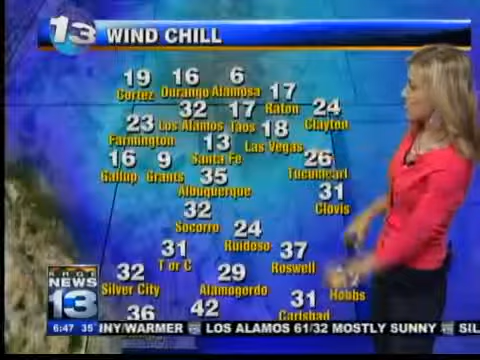 13 WIND CHILL
19 16 6 17
Cortez Durango Alamosa Raton
32 17 24
Los Alamos Taos Clayton
23 13 18
Farmington Santa Fe Las Vegas
16 9 35 26
Gallup Grants Albuquerque Tucumcari
31
Clovis
32 24
Socorro Ruidoso
31 37
T or C Roswell
32 29
Silver City Alamogordo Hobbs
36 42 31
Carlsbad
KRQE
NEWS
13
6:47 35° NY/WARMER LOS ALAMOS 61/32 MOSTLY SUNNY SIL